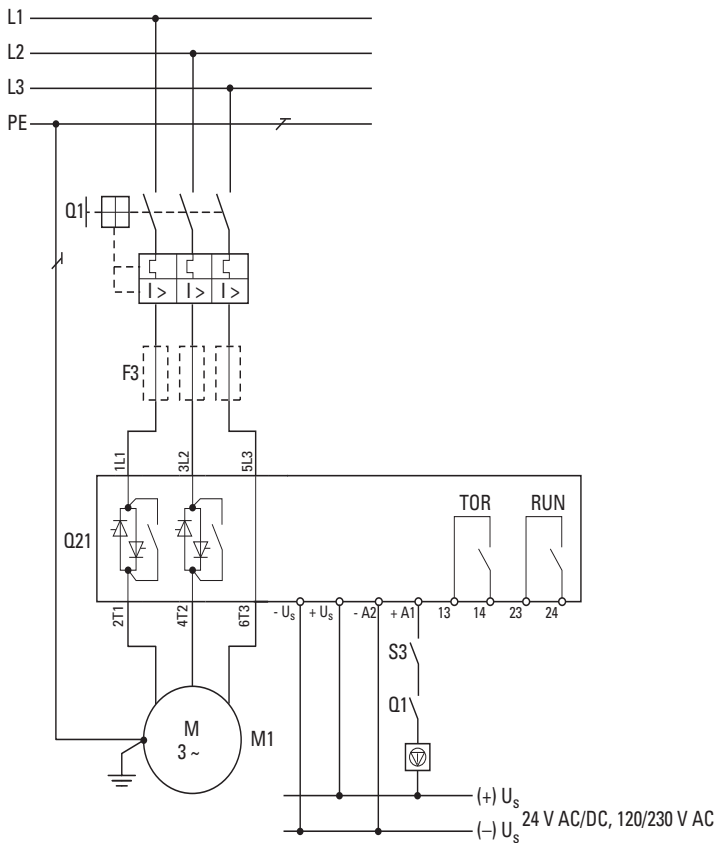 L1
L2
L3
PE
Q1
I > I > I >
F3
1L1 3L2 5L3
TOR RUN
Q21
2T1 4T2 6T3 - Us + Us - A2 + A1 13 14 23 24
S3
Q1
M
3 ~
M1
(+) Us
24 V AC/DC, 120/230 V AC
(–) Us